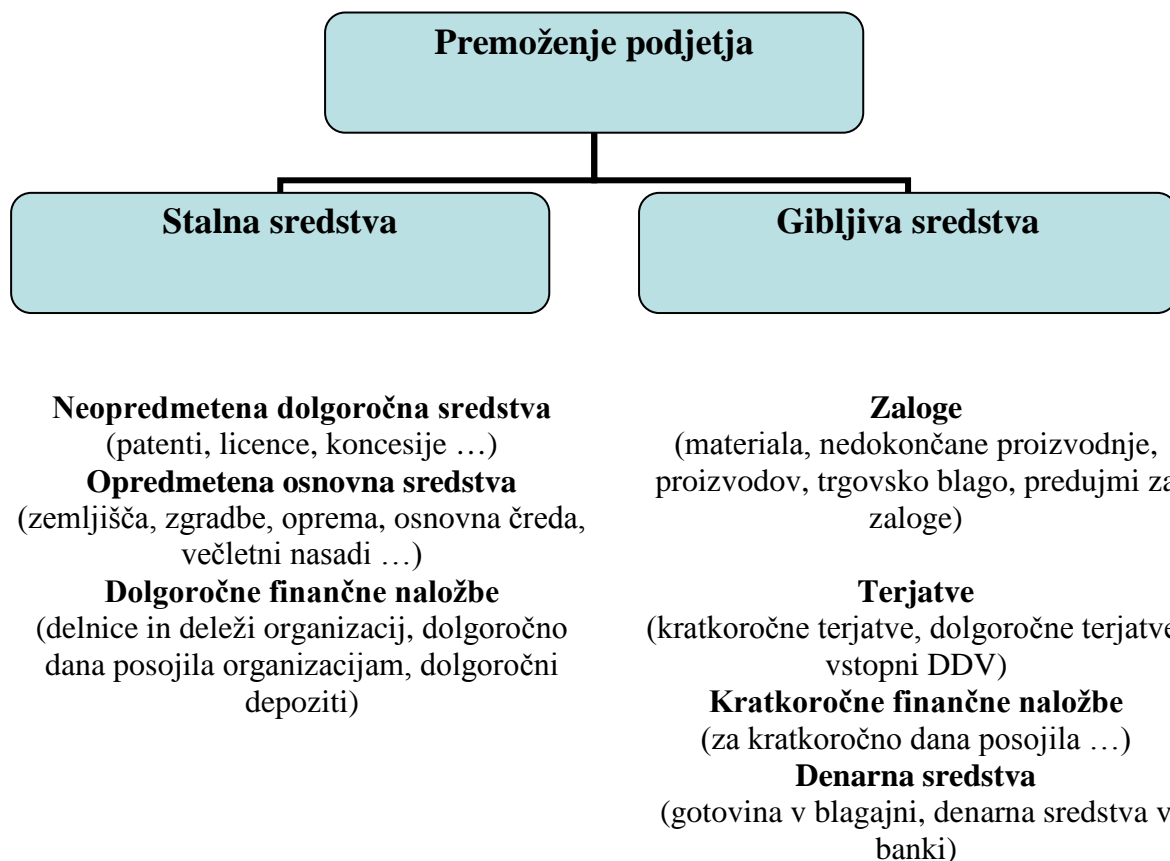 Premoženje podjetja
Stalna sredstva
Gibljiva sredstva
Neopredmetena dolgoročna sredstva
(patenti, licence, koncesije …)
Opredmetena osnovna sredstva
(zemljišča, zgradbe, oprema, osnovna čreda,
večletni nasadi …)
Dolgoročne finančne naložbe
(delnice in deleži organizacij, dolgoročno
dana posojila organizacijam, dolgoročni
depoziti)
Zaloge
(materiala, nedokončane proizvodnje,
proizvodov, trgovsko blago, predujmi za
zaloge)
Terjatve
(kratkoročne terjatve, dolgoročne terjatve
vstopni DDV)
Kratkoročne finančne naložbe
(za kratkoročno dana posojila …)
Denarna sredstva
(gotovina v blagajni, denarna sredstva v
banki)